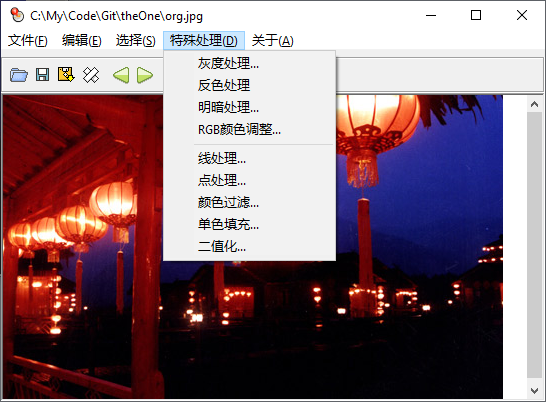 C:\My\Code\Git\theOne\org.jpg
文件(F) 编辑(E) 选择(S) 特殊处理(D) 关于(A)
灰度处理...
反色处理
明暗处理...
RGB颜色调整...
线处理...
点处理...
颜色过滤...
单色填充...
二值化...